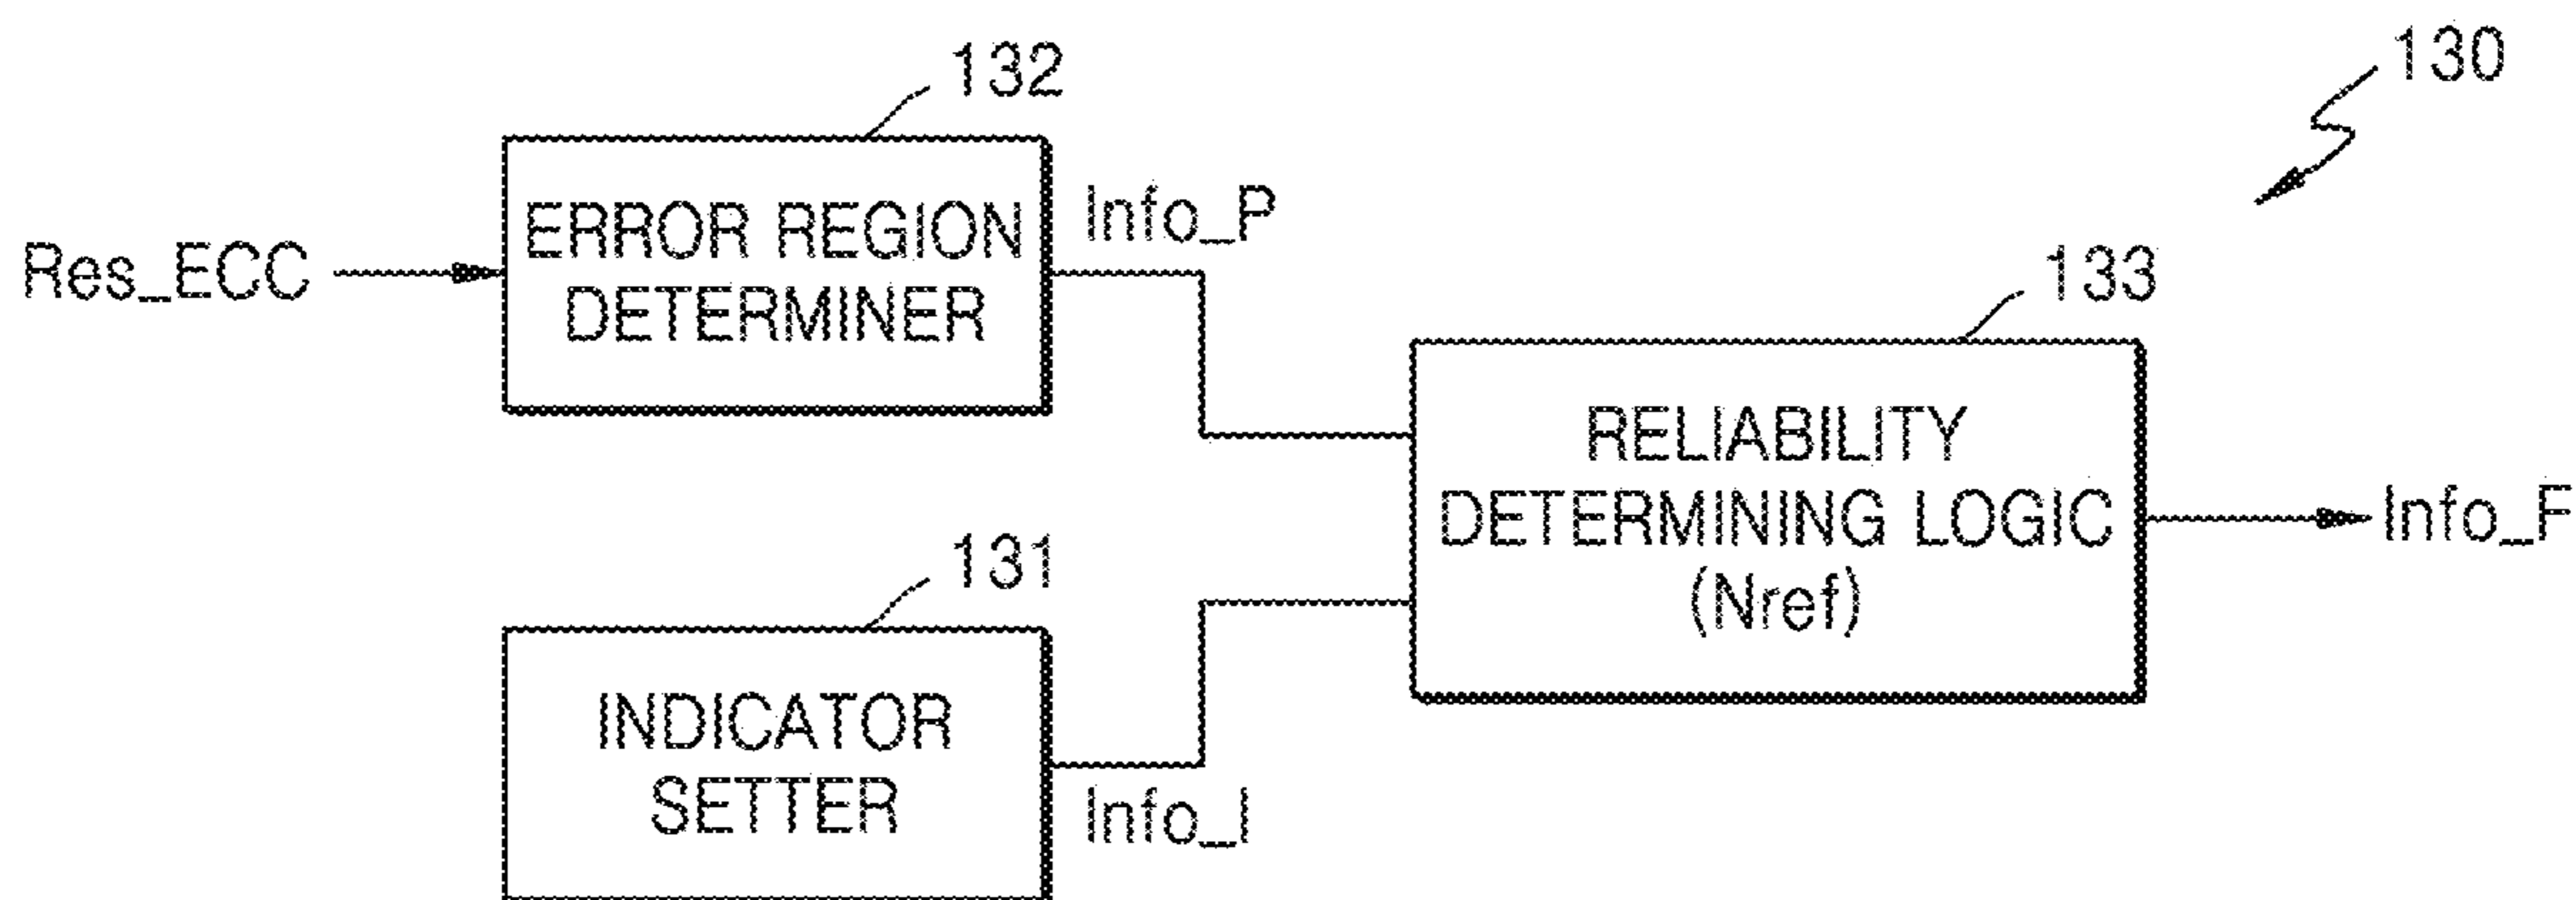 130
132
ERROR REGION
DETERMINER
Info_P
Res_ECC
133
RELIABILITY
DETERMINING LOGIC
(Nref)
Info_F
131
INDICATOR
SETTER
Info_I